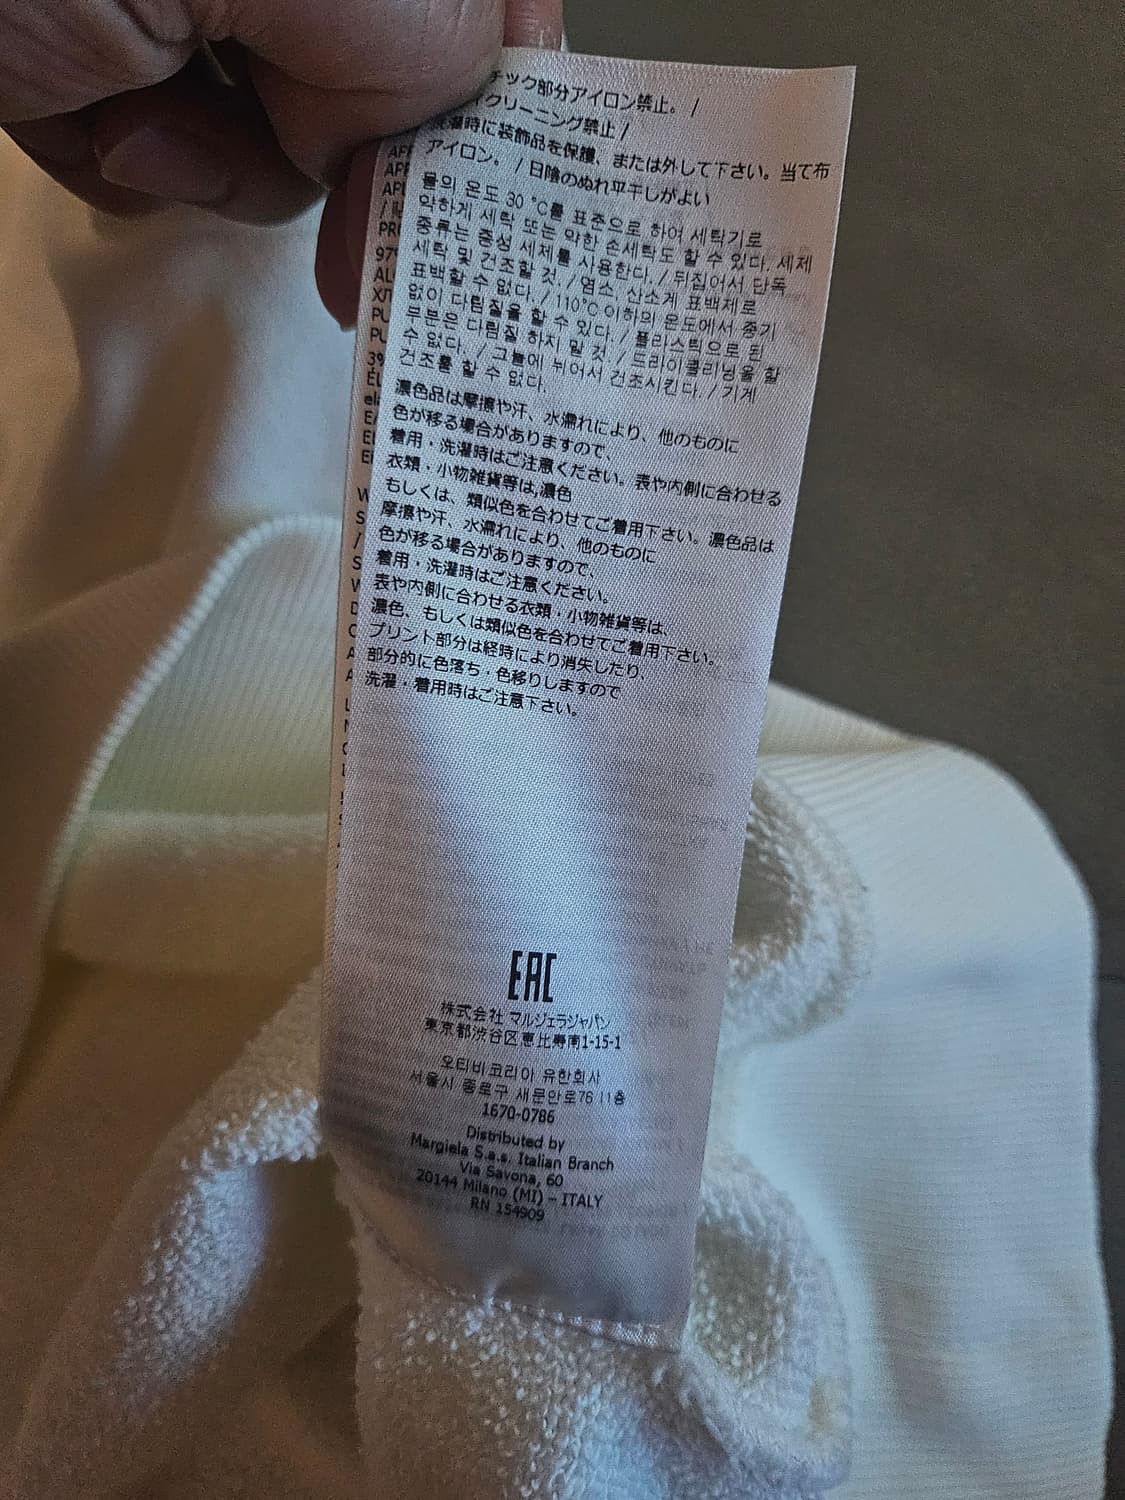 チック部分アイロン禁止。 /
イクリーニング禁止 /
洗濯時に装飾品を保護、または外して下さい。当て布
アイロン。 / 日陰のぬれ平干しがよい
물의 온도 30 °C를 표준으로 하여 세탁기로
약하게 세탁 또는 약한 손세탁도 할 수 있다. 세제
종류는 중성 세제를 사용한다. / 뒤집어서 단독
세탁 및 건조할 것. / 염소, 산소계 표백제로
표백할 수 없다. / 110°C 이하의 온도에서 증기
없이 다림질을 할 수 있다. / 플라스틱으로 된
부분은 다림질 하지 말 것 / 드라이클리닝을 할
수 없다. / 그늘에 뉘어서 건조시킨다. / 기계
건조를 할 수 없다.
濃色品は摩擦や汗、水濡れにより、他のものに
色が移る場合がありますので、
着用・洗濯時はご注意ください。表や内側に合わせる
衣類・小物雑貨等は,濃色
もしくは、類似色を合わせてご着用下さい。濃色品は
摩擦や汗、水濡れにより、他のものに
色が移る場合がありますので、
着用・洗濯時はご注意ください。
表や内側に合わせる衣類・小物雑貨等は、
濃色、もしくは類似色を合わせてご着用下さい。
プリント部分は経時により消失したり、
部分的に色落ち・色移りしますので
洗濯・着用時はご注意下さい。
EAC
株式会社 マルジェラジャパン
東京都渋谷区恵比寿南1-15-1
오티비코리아 유한회사
서울시 종로구 새문안로76 11층
1670-0786
Distributed by
Margiela S.a.s. Italian Branch
Via Savona, 60
20144 Milano (MI) – ITALY
RN 154909